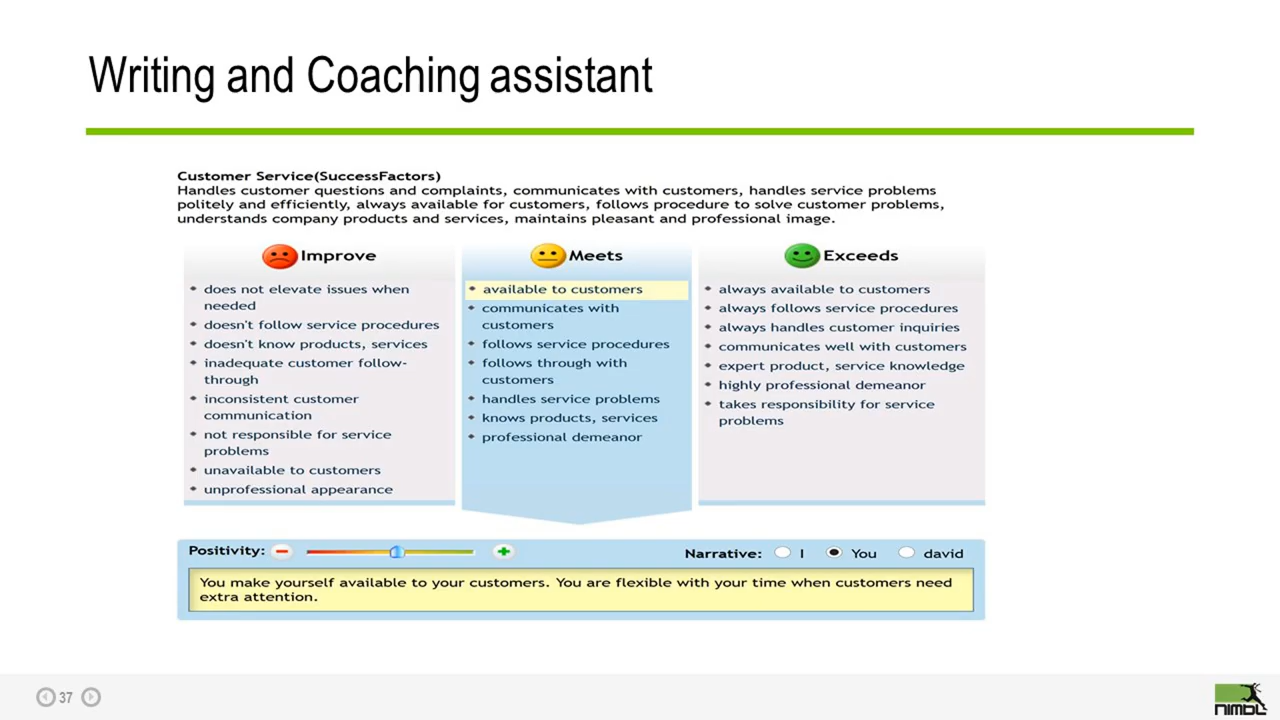 Writing and Coaching assistant
Customer Service(SuccessFactors)
Handles customer questions and complaints, communicates with customers, handles service problems
politely and efficiently, always available for customers, follows procedure to solve customer problems,
understands company products and services, maintains pleasant and professional image.
Improve
does not elevate issues when
needed
doesn't follow service procedures
doesn't know products, services
inadequate customer follow-
through
inconsistent customer
communication
not responsible for service
problems
unavailable to customers
unprofessional appearance
Meets
available to customers
communicates with
customers
follows service procedures
follows through with
customers
handles service problems
knows products, services
professional demeanor
Exceeds
always available to customers
always follows service procedures
always handles customer inquiries
communicates well with customers
expert product, service knowledge
highly professional demeanor
takes responsibility for service
problems
Positivity:
Narrative: I You david
You make yourself available to your customers. You are flexible with your time when customers need
extra attention.
37
nimbl